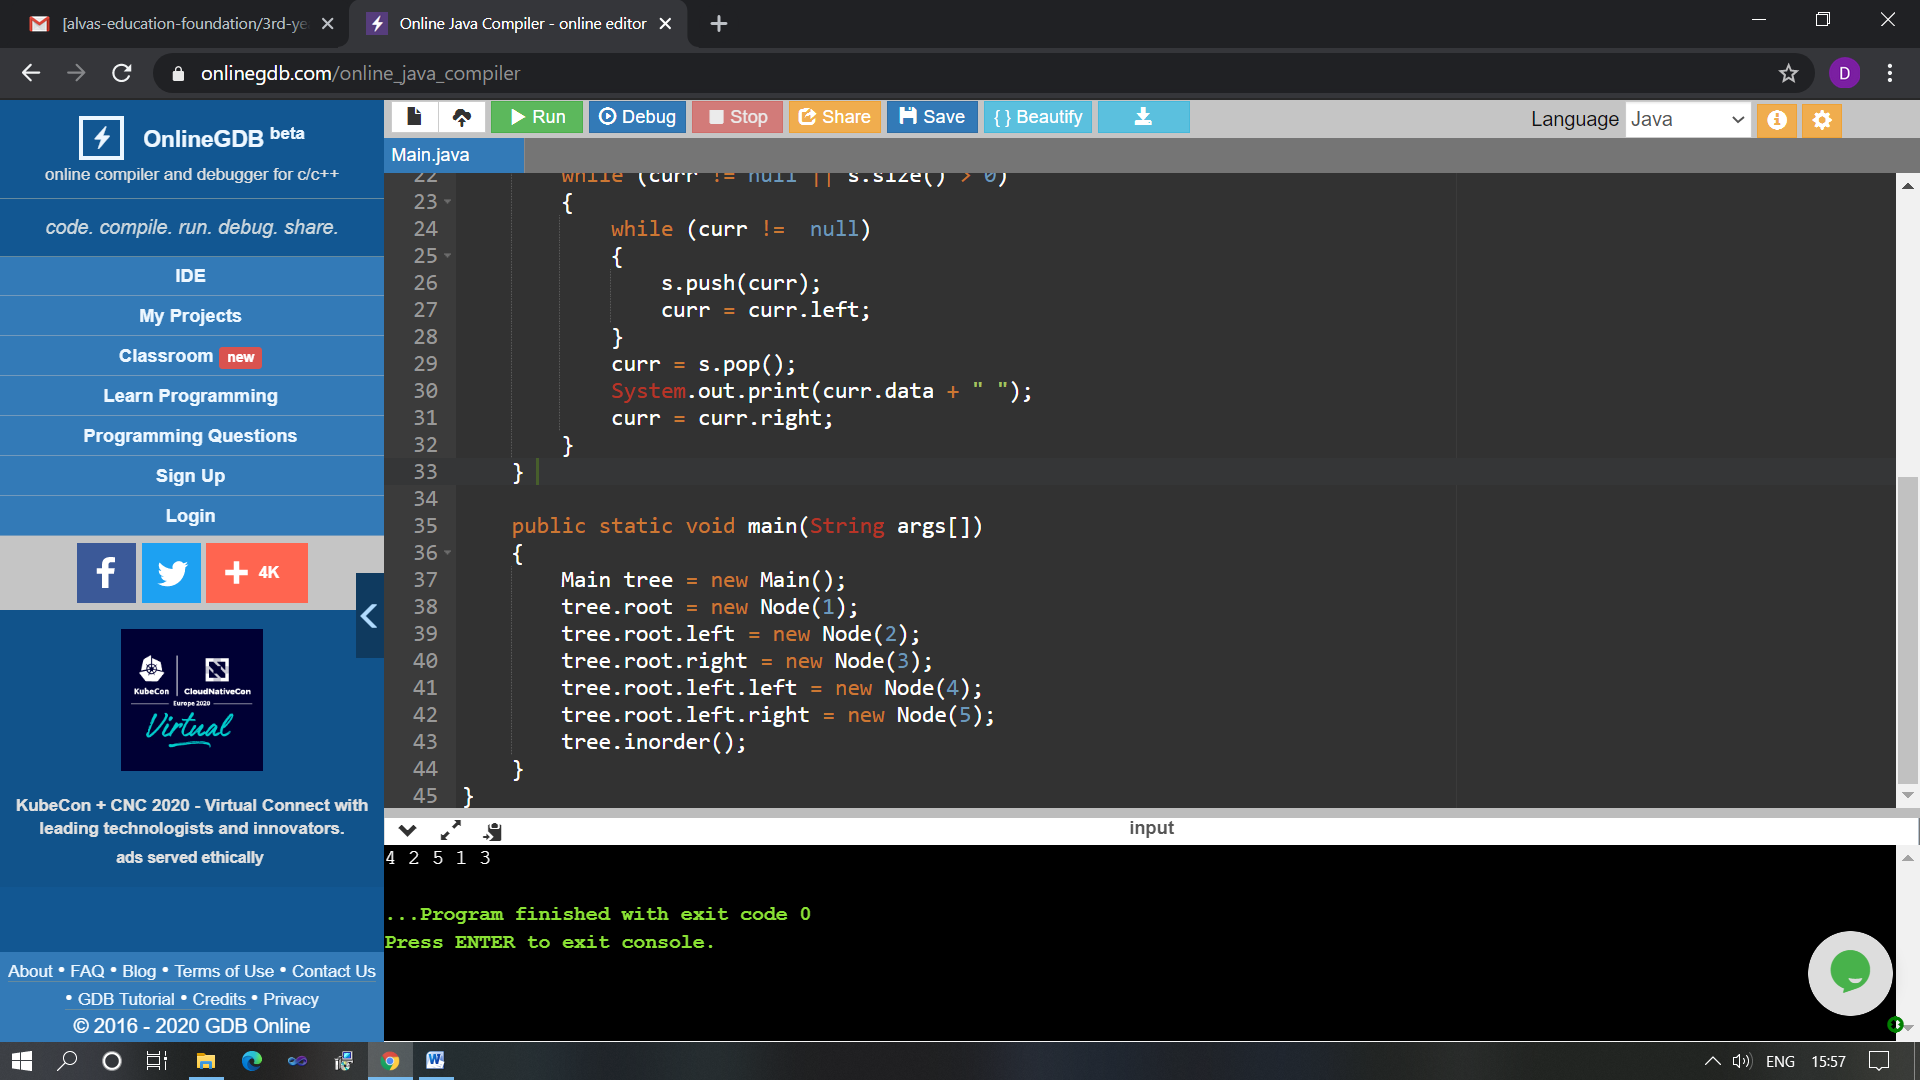 [alvas-education-foundation/3rd-ye
Online Java Compiler - online editor
onlinegdb.com/online_java_compiler
D
OnlineGDB beta
online compiler and debugger for c/c++
code. compile. run. debug. share.
IDE
My Projects
Classroom new
Learn Programming
Programming Questions
Sign Up
Login
f
+ 4K
KubeCon CloudNativeCon
Europe 2020
Virtual
KubeCon + CNC 2020 - Virtual Connect with
leading technologists and innovators.
ads served ethically
About • FAQ • Blog • Terms of Use • Contact Us
• GDB Tutorial • Credits • Privacy
© 2016 - 2020 GDB Online
Run Debug Stop Share Save { } Beautify
Language Java
Main.java
22 while (curr != null || s.size() > 0)
23 {
24 while (curr !=  null)
25 {
26 s.push(curr);
27 curr = curr.left;
28 }
29 curr = s.pop();
30 System.out.print(curr.data + " ");
31 curr = curr.right;
32 }
33 }
34
35 public static void main(String args[])
36 {
37 Main tree = new Main();
38 tree.root = new Node(1);
39 tree.root.left = new Node(2);
40 tree.root.right = new Node(3);
41 tree.root.left.left = new Node(4);
42 tree.root.left.right = new Node(5);
43 tree.inorder();
44 }
45 }
input
4 2 5 1 3
...Program finished with exit code 0
Press ENTER to exit console.
ENG 15:57